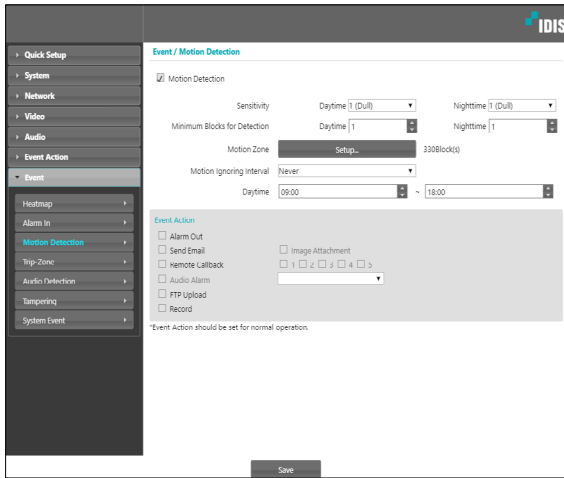 IDIS
Quick Setup
System
Network
Video
Audio
Event Action
Event
Heatmap
Alarm In
Motion Detection
Trip-Zone
Audio Detection
Tampering
System Event
Event / Motion Detection
Motion Detection
Sensitivity Daytime 1 (Dull) Nighttime 1 (Dull)
Minimum Blocks for Detection Daytime 1 Nighttime 1
Motion Zone Setup... 330Block(s)
Motion Ignoring Interval Never
Daytime 09:00 ~ 18:00
Event Action
Alarm Out
Send Email Image Attachment
Remote Callback 1 2 3 4 5
Audio Alarm
FTP Upload
Record
*Event Action should be set for normal operation.
Save